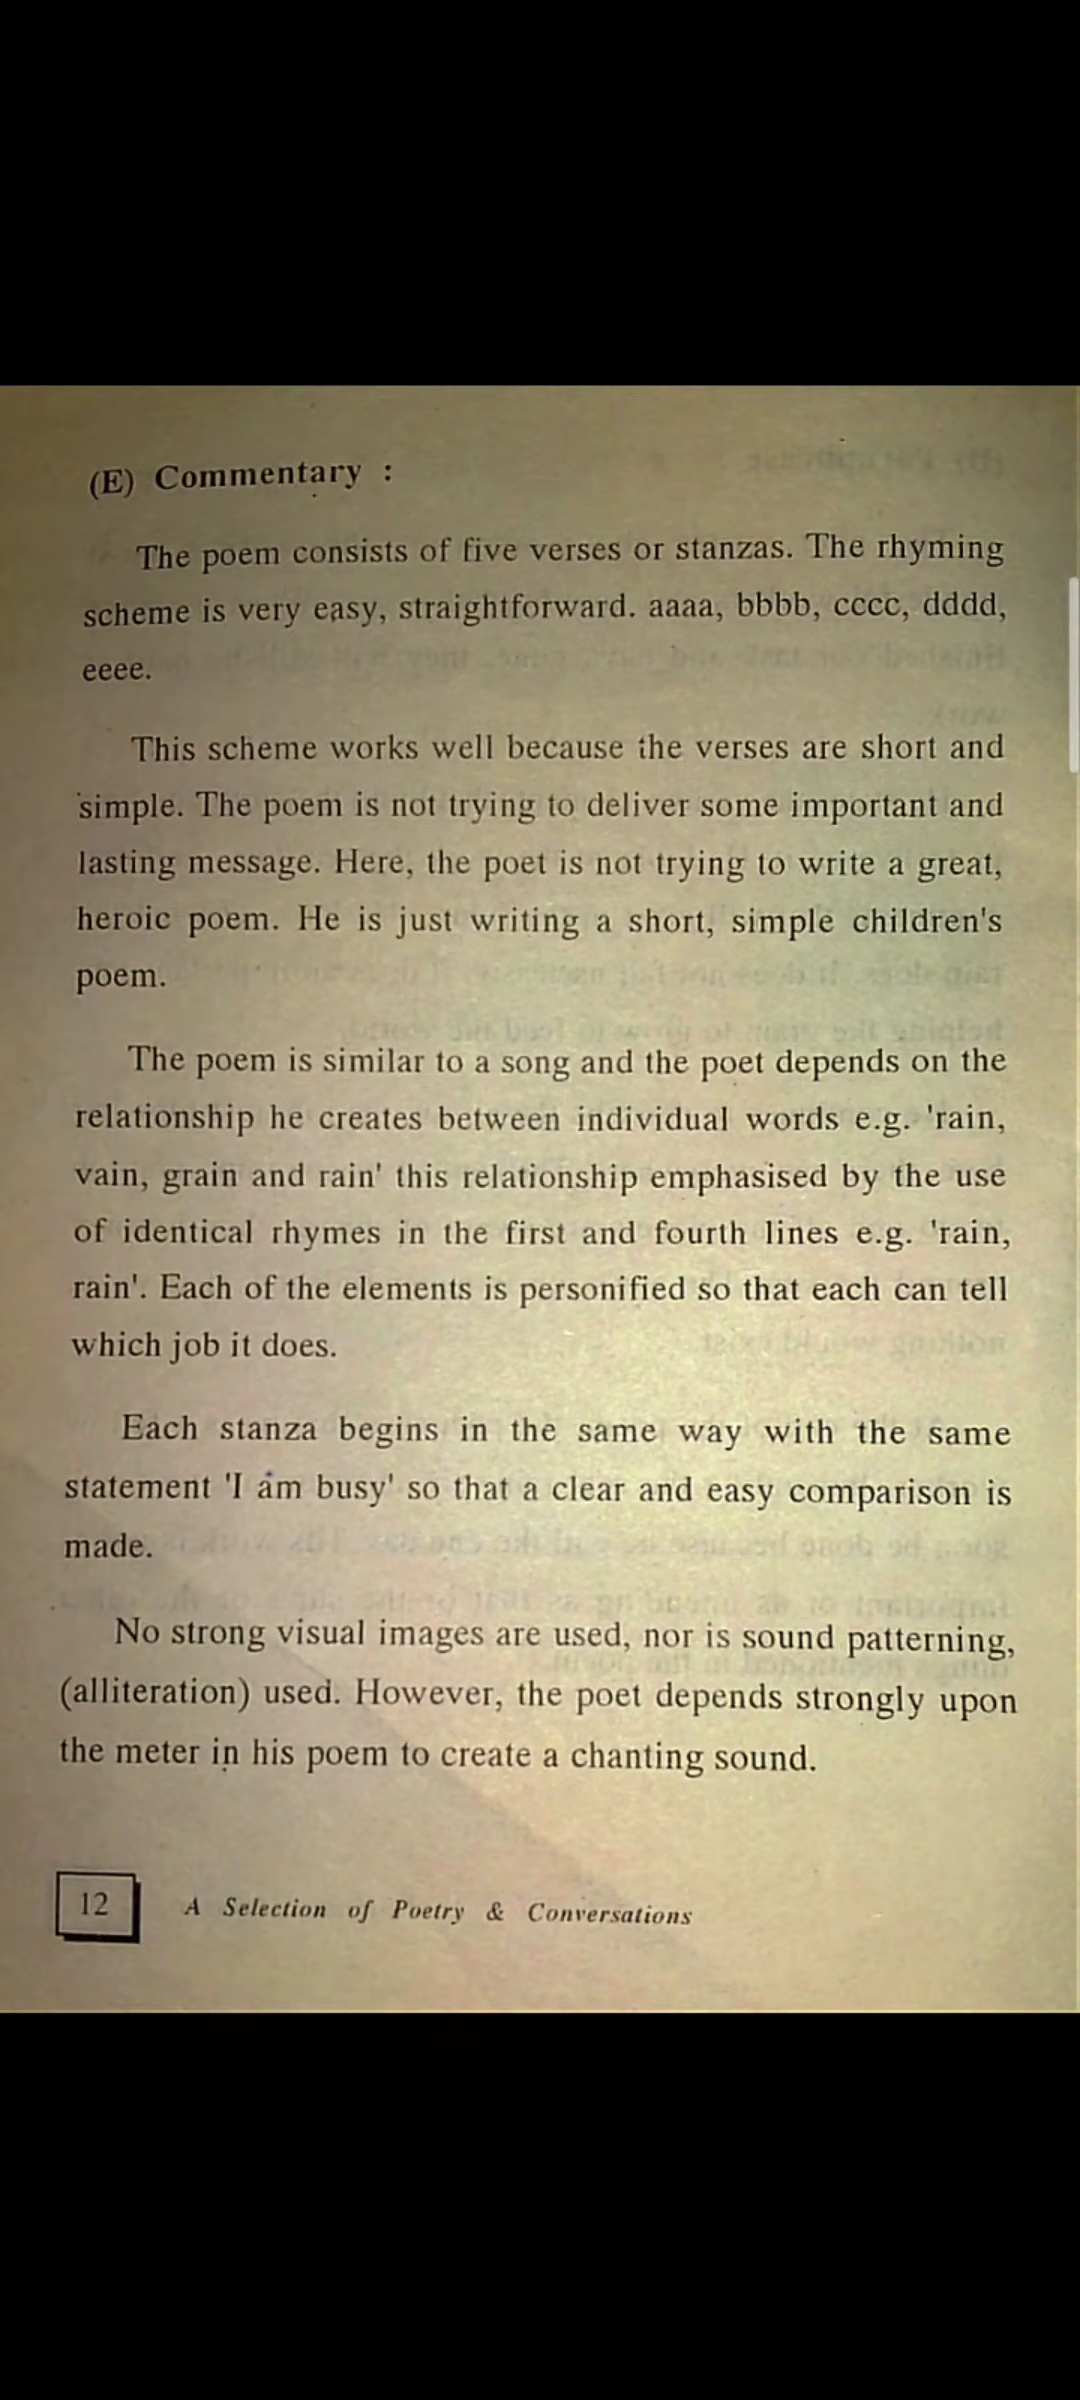 (E) Commentary :
The poem consists of five verses or stanzas. The rhyming
scheme is very easy, straightforward. aaaa, bbbb, cccc, dddd,
eeee.
This scheme works well because the verses are short and
simple. The poem is not trying to deliver some important and
lasting message. Here, the poet is not trying to write a great,
heroic poem. He is just writing a short, simple children's
poem.
The poem is similar to a song and the poet depends on the
relationship he creates between individual words e.g. 'rain,
vain, grain and rain' this relationship emphasised by the use
of identical rhymes in the first and fourth lines e.g. 'rain,
rain'. Each of the elements is personified so that each can tell
which job it does.
Each stanza begins in the same way with the same
statement 'I am busy' so that a clear and easy comparison is
made.
No strong visual images are used, nor is sound patterning,
(alliteration) used. However, the poet depends strongly upon
the meter in his poem to create a chanting sound.
12 A Selection of Poetry & Conversations